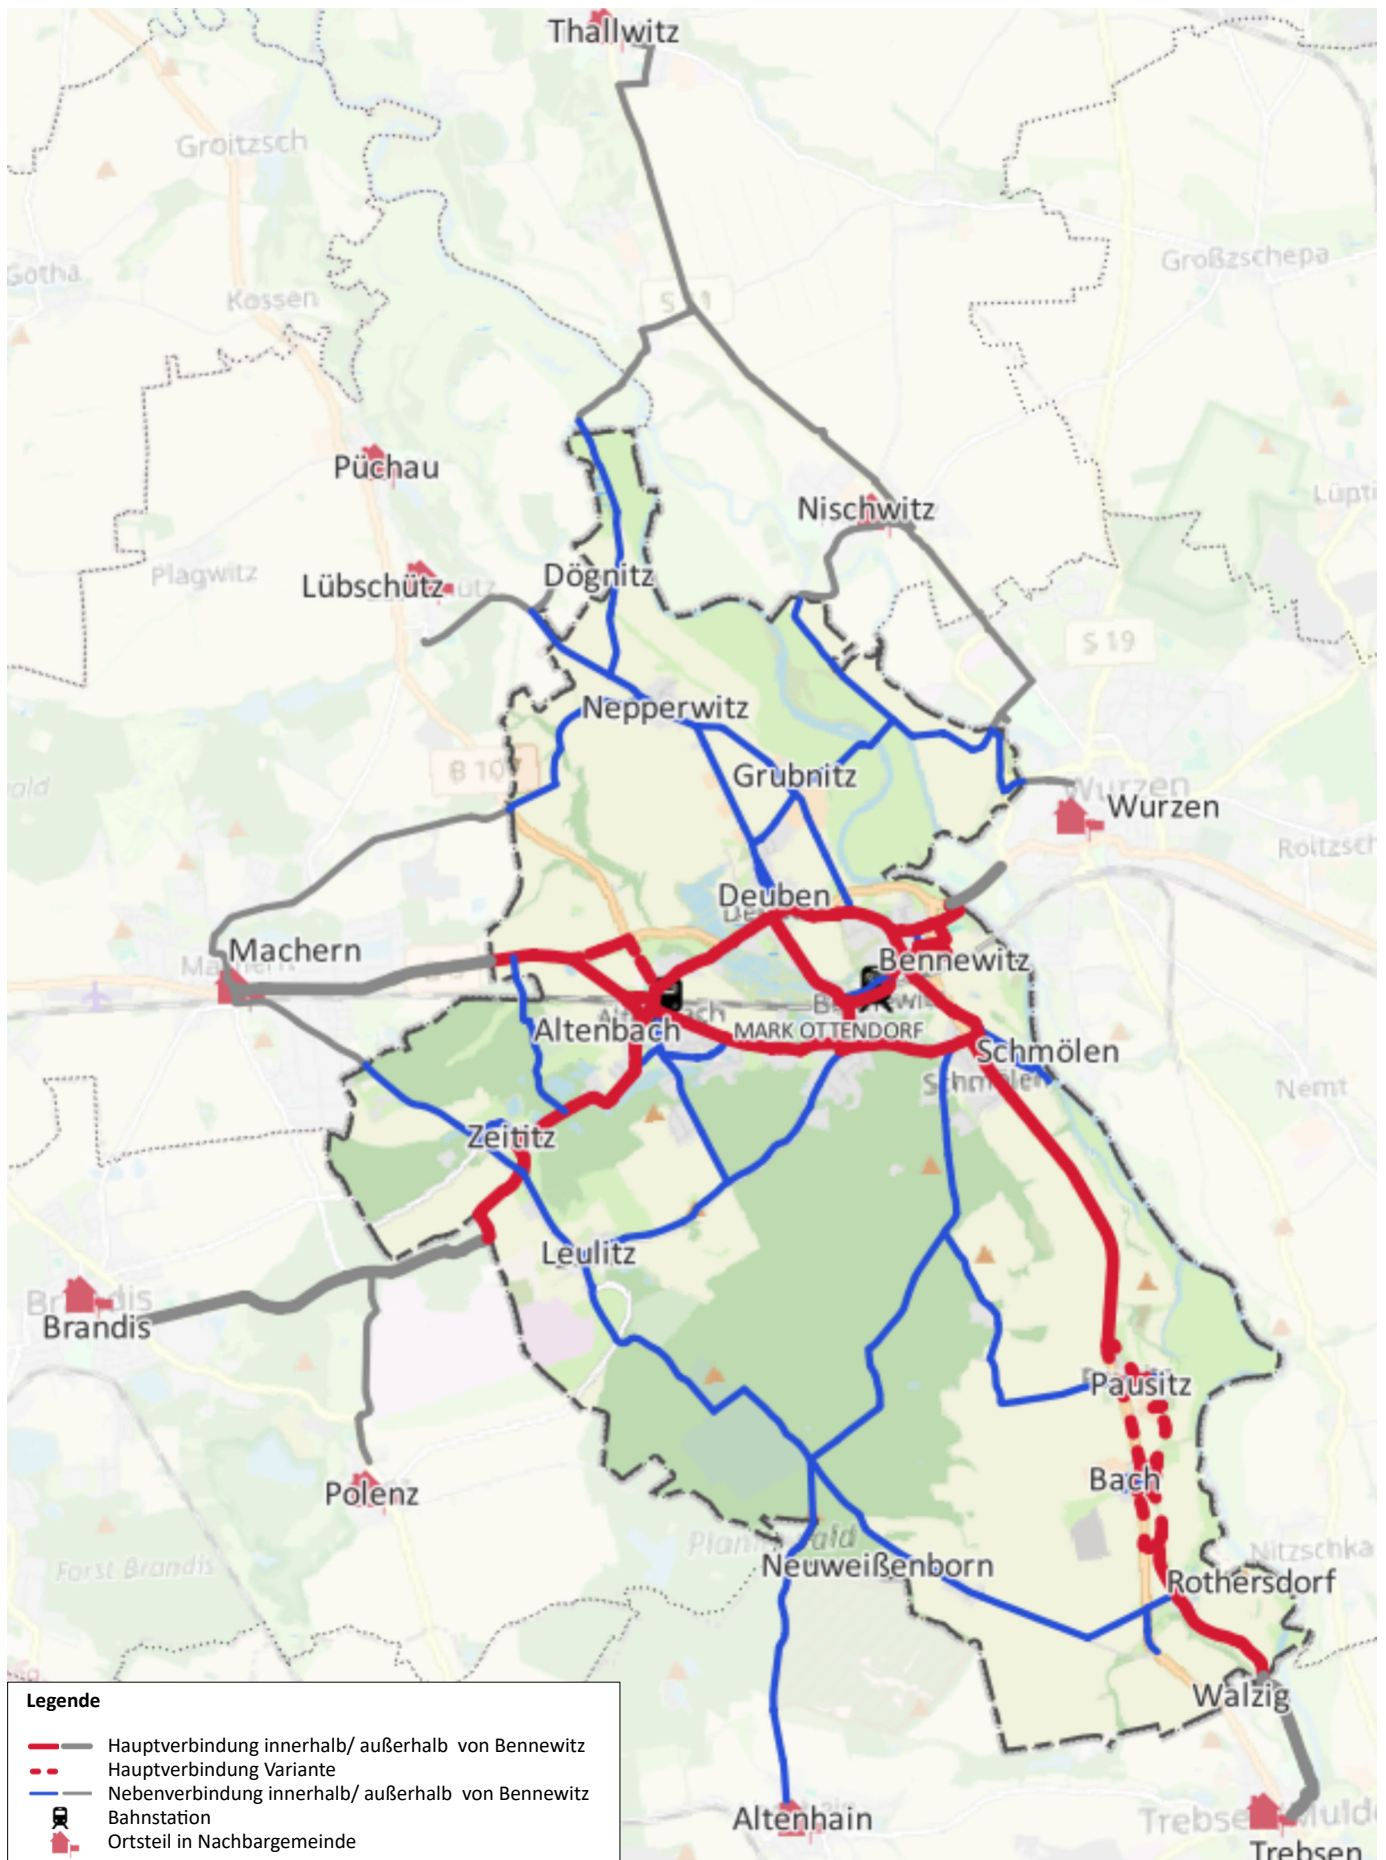 Thallwitz
Groitzsch
Großzschepa
Gotha
Kossen
Püchau
Nischwitz
Plagwitz
Lübschütz
Dögnitz
S 19
Nepperwitz
Grubnitz
Wurzen
Wurzen
Deuben
Machern
Bennewitz
Altenbach
MARK OTTENDORF
Schmölen
Schmölen
Nemt
Zeititz
Leulitz
Brandis
Brandis
Pausitz
Bach
Polenz
Forst Brandis
Neuweißenborn
Nitzschka
Rothersdorf
Walzig
Altenhain
Trebsen
Legende
Hauptverbindung innerhalb/ außerhalb von Bennewitz
Hauptverbindung Variante
Nebenverbindung innerhalb/ außerhalb von Bennewitz
Bahnstation
Ortsteil in Nachbargemeinde